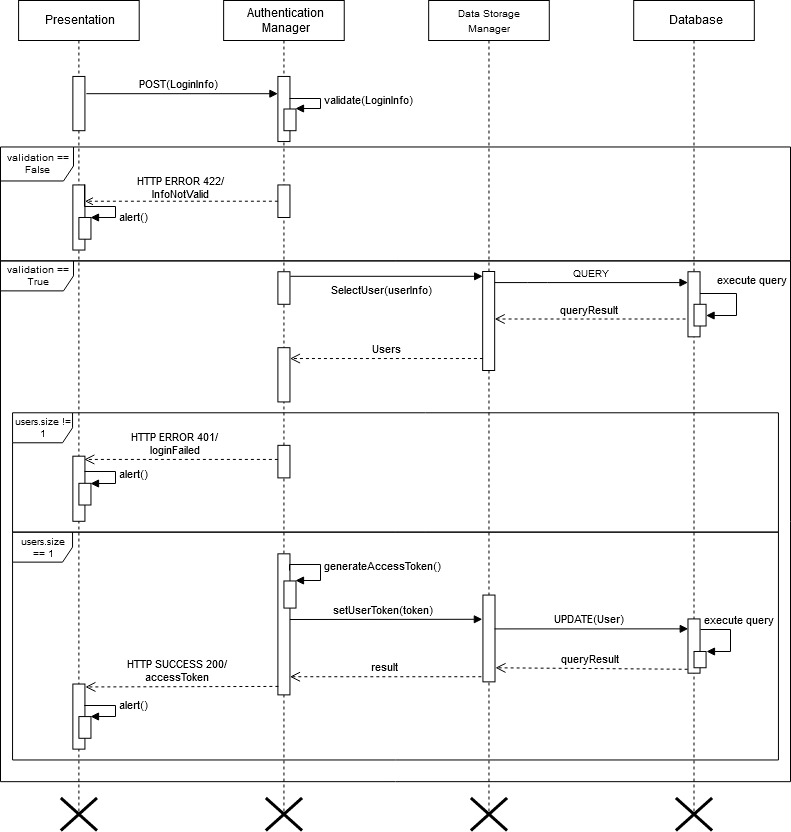 Presentation
Authentication
Manager
Data Storage
Manager
Database
POST(LoginInfo)
validate(LoginInfo)
validation ==
False
HTTP ERROR 422/
InfoNotValid
alert()
validation ==
True
SelectUser(userInfo)
QUERY
execute query
queryResult
Users
users.size !=
1
HTTP ERROR 401/
loginFailed
alert()
users.size
== 1
generateAccessToken()
setUserToken(token)
UPDATE(User)
execute query
queryResult
result
HTTP SUCCESS 200/
accessToken
alert()